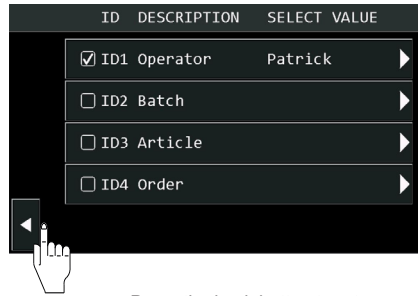 ID DESCRIPTION SELECT VALUE
ID1 Operator Patrick
ID2 Batch
ID3 Article
ID4 Order